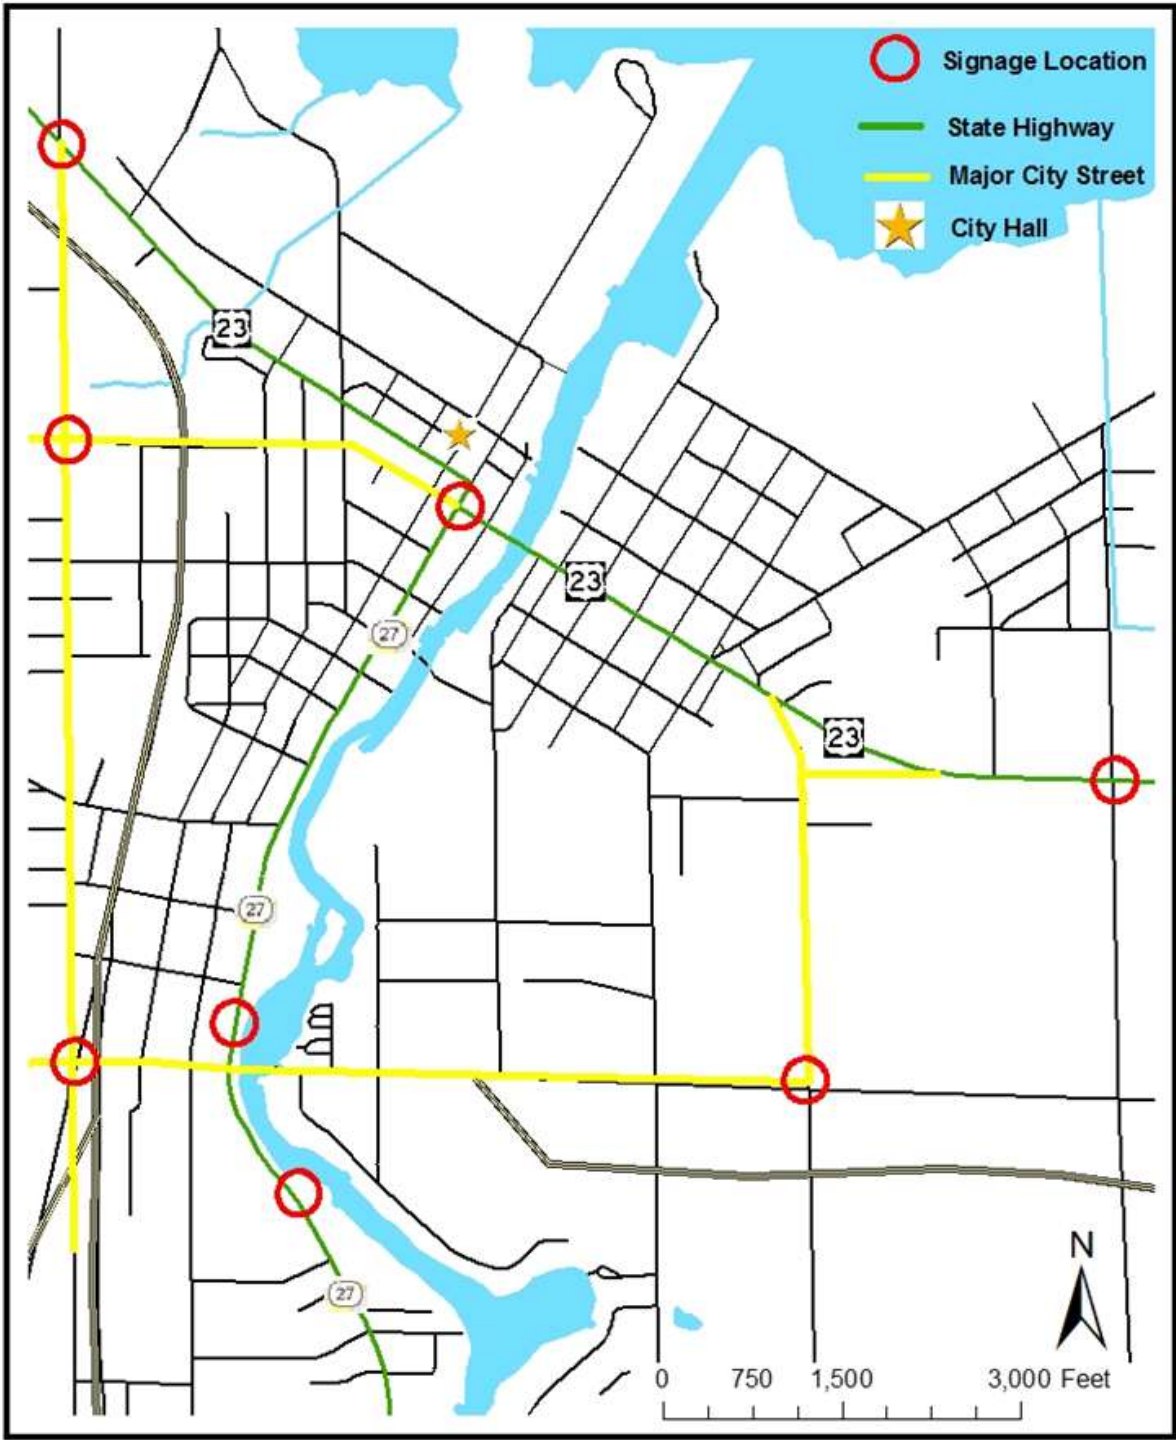 Signage Location
State Highway
Major City Street
City Hall
23
23
27
23
27
27
N
0 750 1,500 3,000 Feet